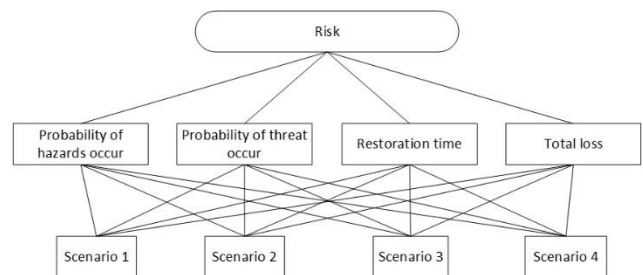 Risk
Probability of
hazards occur
Probability of threat
occur
Restoration time
Total loss
Scenario 1
Scenario 2
Scenario 3
Scenario 4